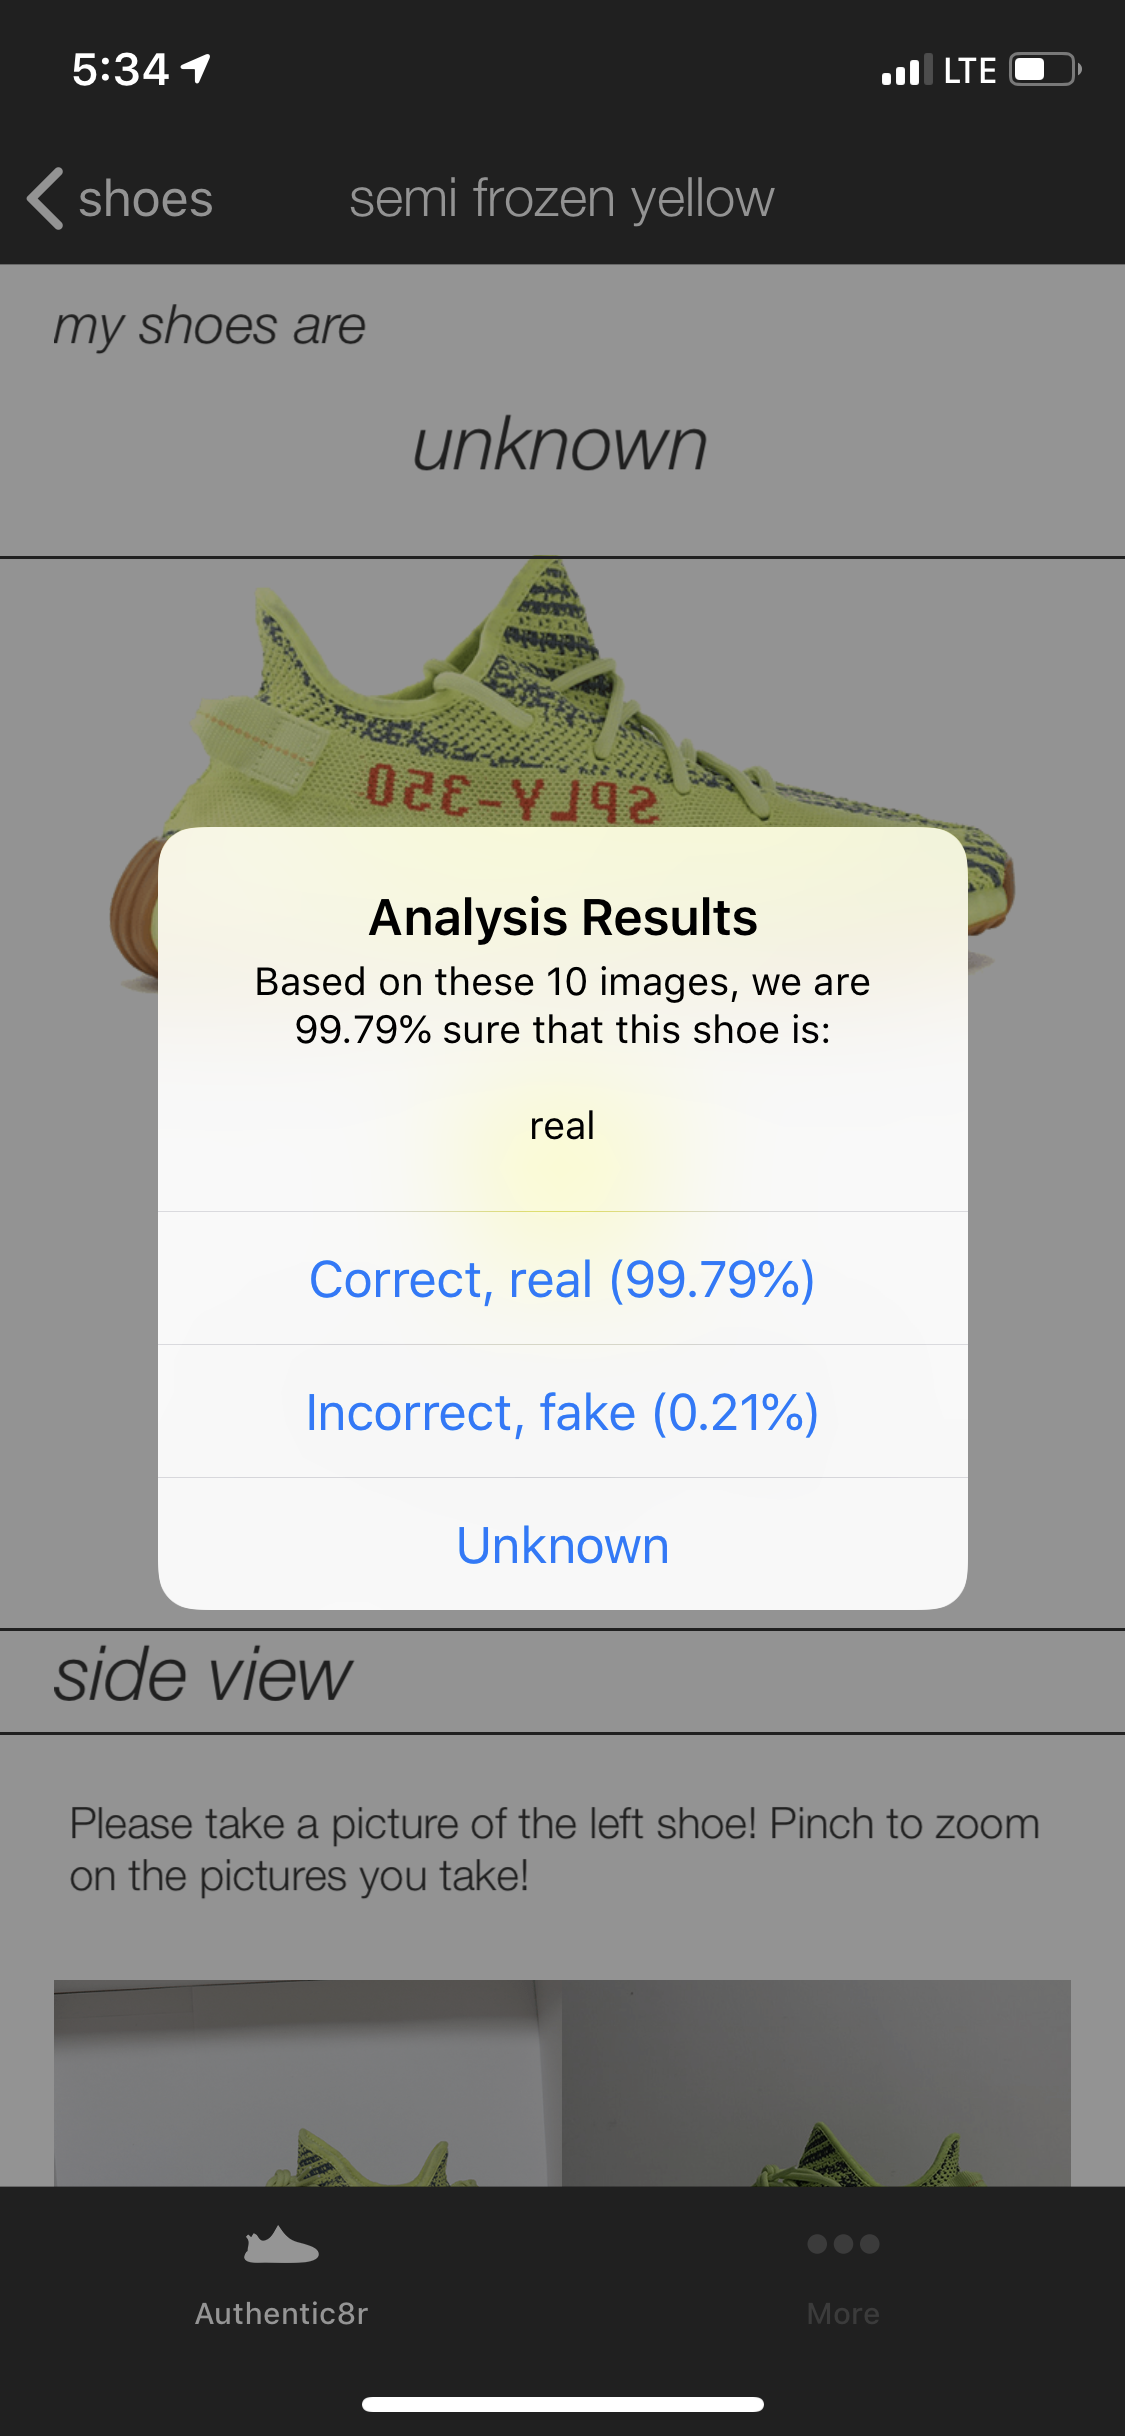 5:34 LTE
shoes semi frozen yellow
my shoes are
unknown
SPLY-350
Analysis Results
Based on these 10 images, we are
99.79% sure that this shoe is:
real
Correct, real (99.79%)
Incorrect, fake (0.21%)
Unknown
side view
Please take a picture of the left shoe! Pinch to zoom
on the pictures you take!
Authentic8r More